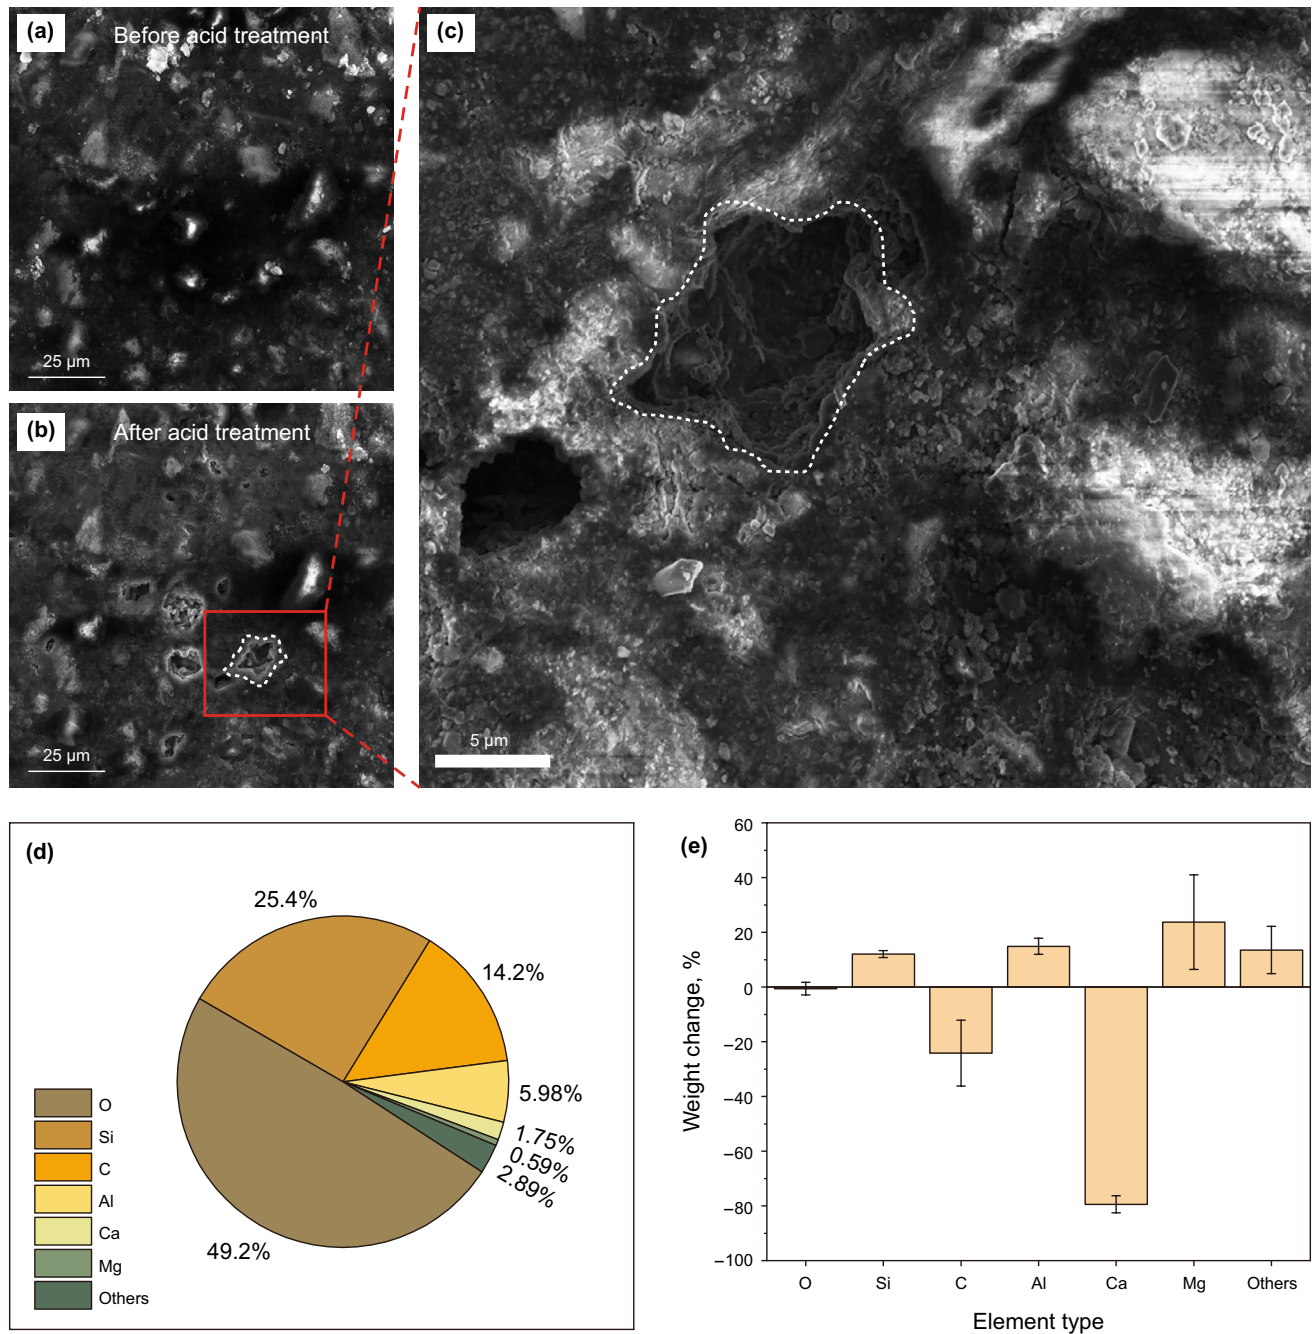 (a)
Before acid treatment
25 µm
(b)
After acid treatment
25 µm
(c)
5 µm
(d)
25.4%
14.2%
5.98%
1.75%
0.59%
2.89%
49.2%
O
Si
C
Al
Ca
Mg
Others
(e)
Weight change, %
60
40
20
0
−20
−40
−60
−80
−100
O
Si
C
Al
Ca
Mg
Others
Element type